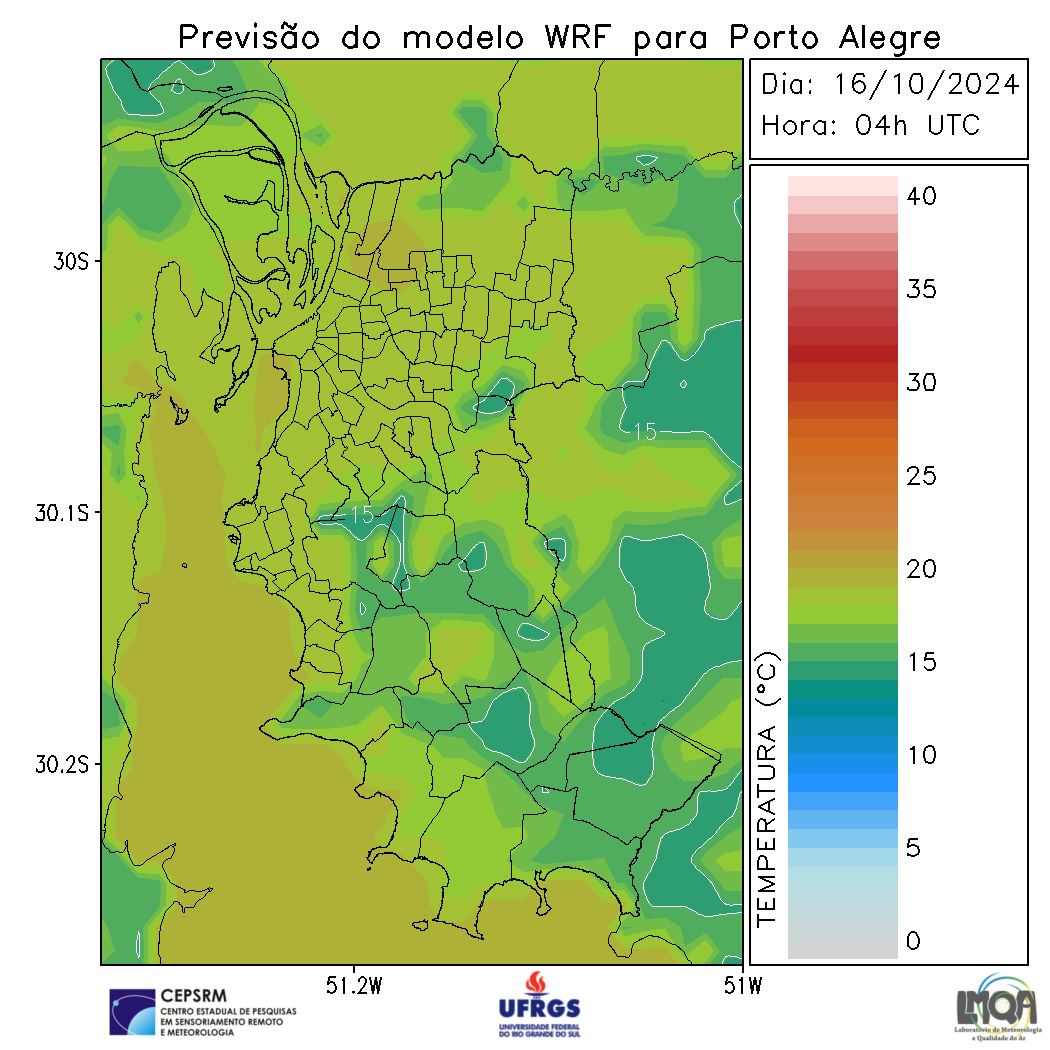 Previsão do modelo WRF para Porto Alegre
Dia: 16/10/2024
Hora: 04h UTC
40
35
30
25
20
15
10
5
0
TEMPERATURA (°C)
30S
30.1S
30.2S
51.2W
51W
15
15
CEPSRM
CENTRO ESTADUAL DE PESQUISAS
EM SENSORIAMENTO REMOTO
E METEOROLOGIA
UFRGS
UNIVERSIDADE FEDERAL
DO RIO GRANDE DO SUL
LMQA
Laboratório de Meteorologia
e Qualidade do Ar